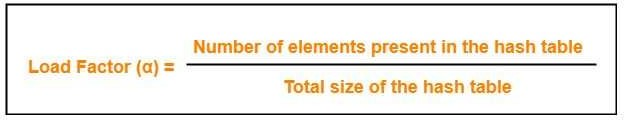 Number of elements present in the hash table
Load Factor (α) =
Total size of the hash table